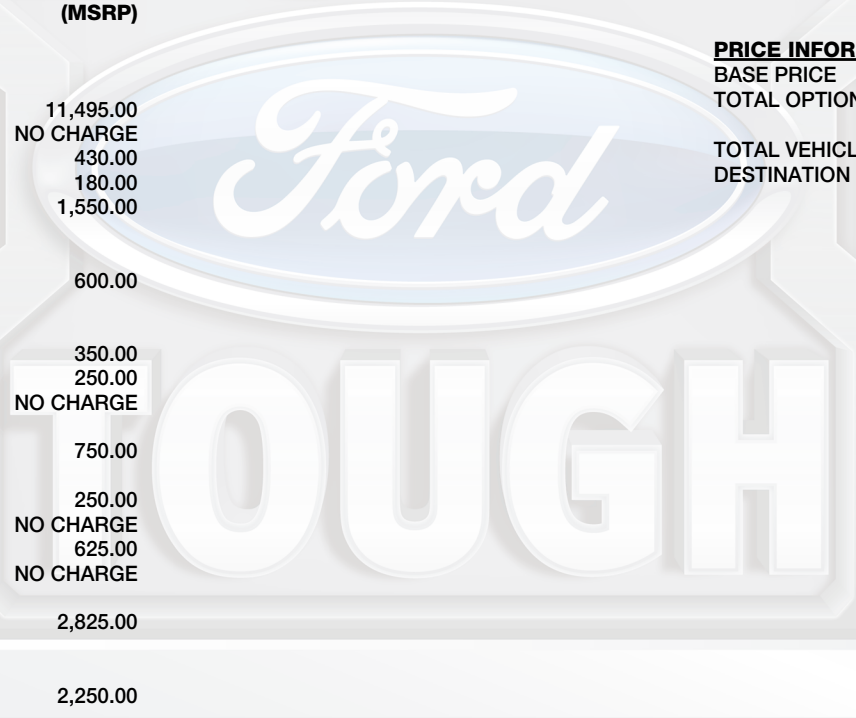 (MSRP)
11,495.00
NO CHARGE
430.00
180.00
1,550.00
600.00
350.00
250.00
NO CHARGE
750.00
250.00
NO CHARGE
625.00
NO CHARGE
2,825.00
2,250.00
PRICE INFOR
BASE PRICE
TOTAL OPTION
TOTAL VEHICL
DESTINATION
Ford
TOUGH